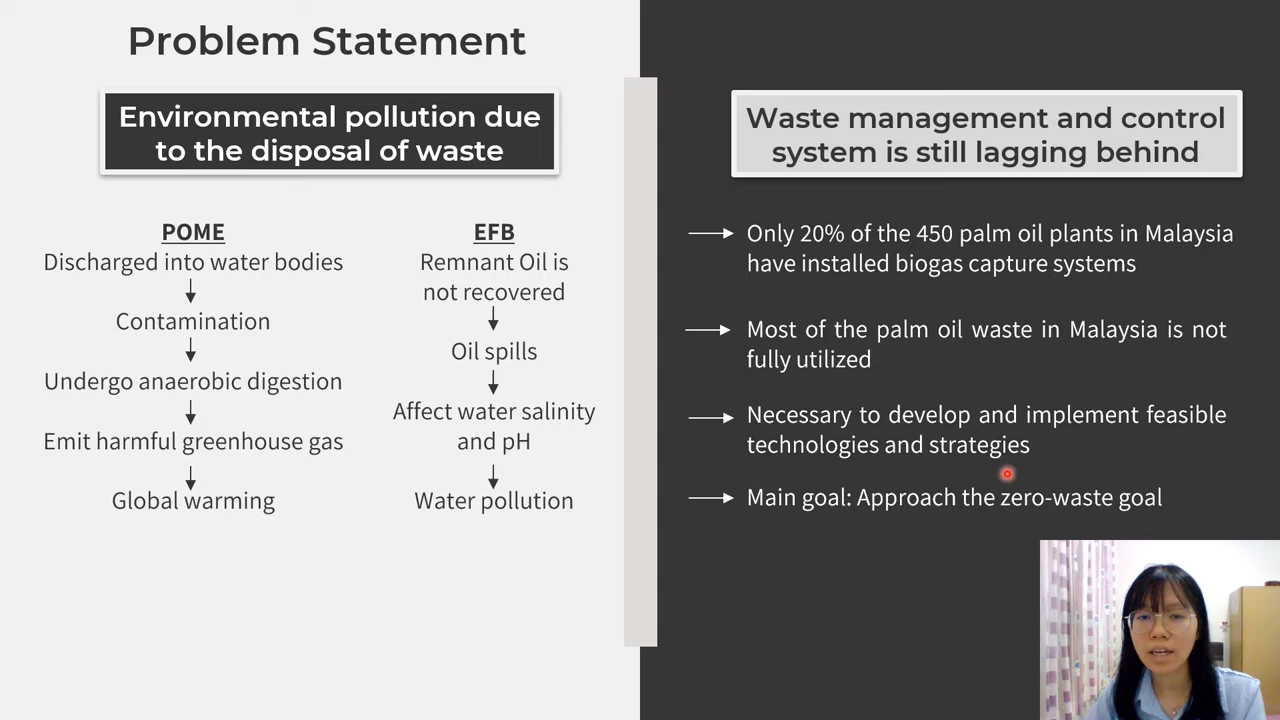 Problem Statement
Environmental pollution due
to the disposal of waste
POME
Discharged into water bodies
Contamination
Undergo anaerobic digestion
Emit harmful greenhouse gas
Global warming
EFB
Remnant Oil is
not recovered
Oil spills
Affect water salinity
and pH
Water pollution
Waste management and control
system is still lagging behind
Only 20% of the 450 palm oil plants in Malaysia
have installed biogas capture systems
Most of the palm oil waste in Malaysia is not
fully utilized
Necessary to develop and implement feasible
technologies and strategies
Main goal: Approach the zero-waste goal